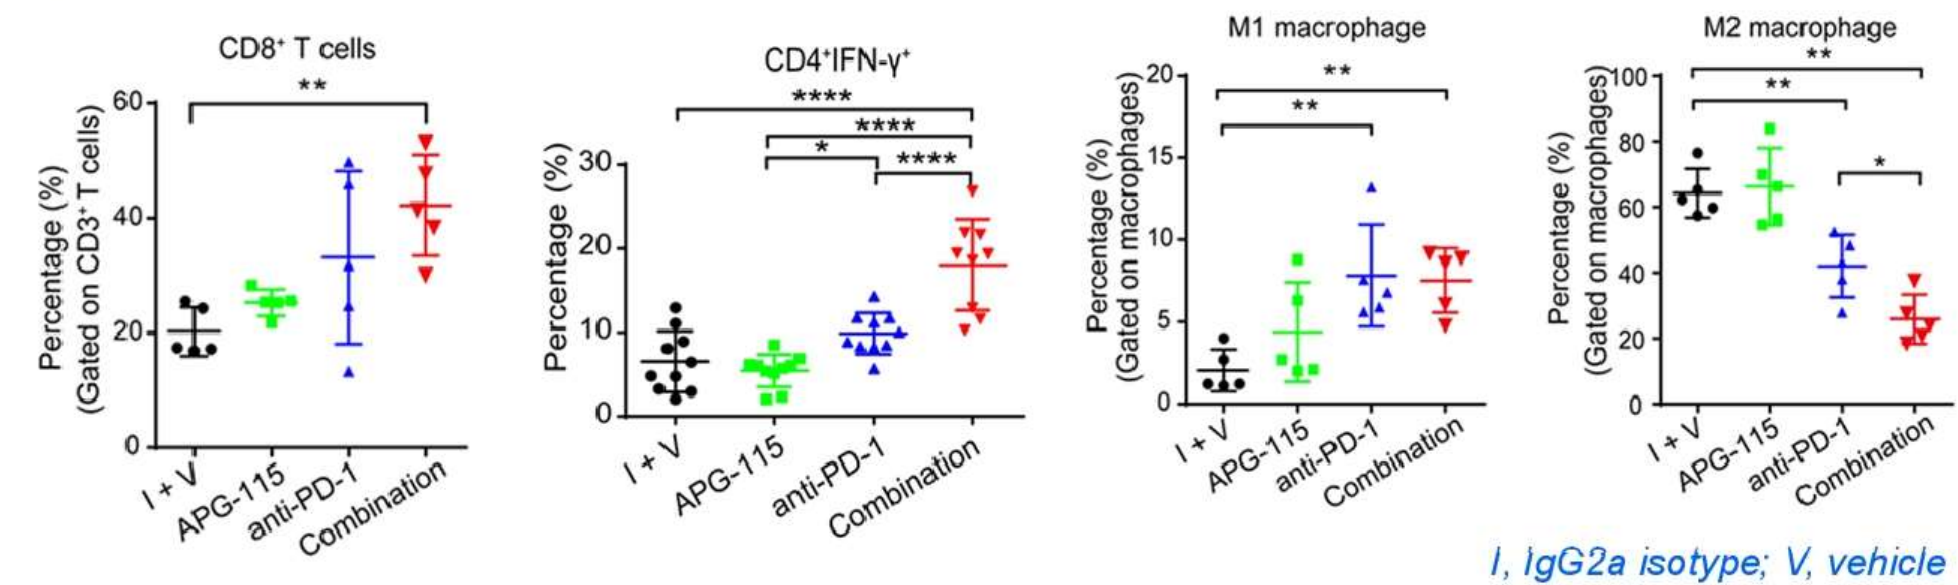 CD8⁺ T cells
**
Percentage (%)
(Gated on CD3⁺ T cells)
60
40
20
0
I + V
APG-115
anti-PD-1
Combination
CD4⁺IFN-γ⁺
****
****
*
****
Percentage (%)
30
20
10
0
I + V
APG-115
anti-PD-1
Combination
M1 macrophage
**
**
Percentage (%)
(Gated on macrophages)
20
15
10
5
0
I + V
APG-115
anti-PD-1
Combination
M2 macrophage
**
**
*
Percentage (%)
(Gated on macrophages)
100
80
60
40
20
0
I + V
APG-115
anti-PD-1
Combination
I, IgG2a isotype; V, vehicle